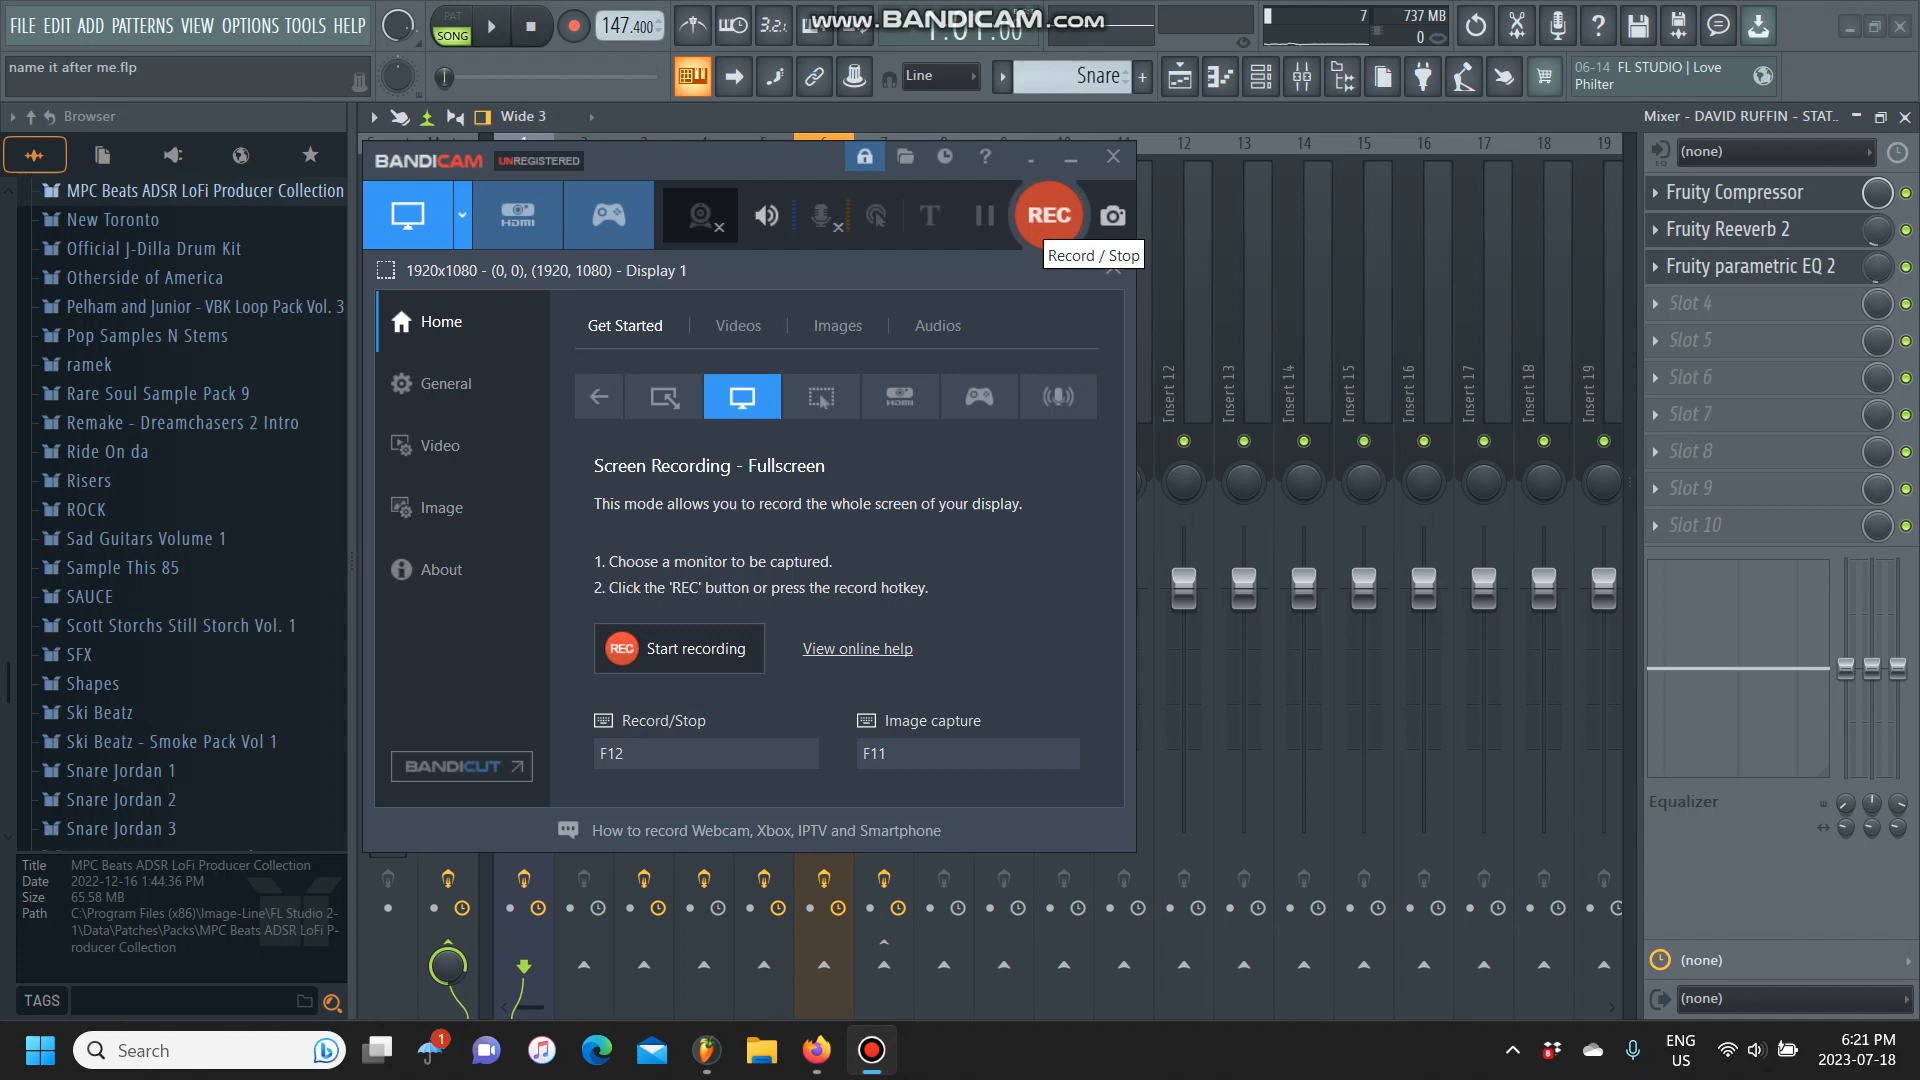 FILE EDIT ADD PATTERNS VIEW OPTIONS TOOLS HELP
PAT
SONG
147.400
3.2.
www.BANDICAM.com
7
737 MB
0
name it after me.flp
Line
Snare
06-14 FL STUDIO | Love
Philter
Browser
Wide 3
Mixer - DAVID RUFFIN - STAT..
MPC Beats ADSR LoFi Producer Collection
New Toronto
Official J-Dilla Drum Kit
Otherside of America
Pelham and Junior - VBK Loop Pack Vol. 3
Pop Samples N Stems
ramek
Rare Soul Sample Pack 9
Remake - Dreamchasers 2 Intro
Ride On da
Risers
ROCK
Sad Guitars Volume 1
Sample This 85
SAUCE
Scott Storchs Still Storch Vol. 1
SFX
Shapes
Ski Beatz
Ski Beatz - Smoke Pack Vol 1
Snare Jordan 1
Snare Jordan 2
Snare Jordan 3
Title MPC Beats ADSR LoFi Producer Collection
Date 2022-12-16 1:44:36 PM
Size 65.58 MB
Path C:\Program Files (x86)\Image-Line\FL Studio 2-
1\Data\Patches\Packs\MPC Beats ADSR LoFi P-
roducer Collection
TAGS
BANDICAM UNREGISTERED
HDMI
T
REC
Record / Stop
1920x1080 - (0, 0), (1920, 1080) - Display 1
Home
General
Video
Image
About
BANDICUT
Get Started
Videos
Images
Audios
HDMI
Screen Recording - Fullscreen
This mode allows you to record the whole screen of your display.
1. Choose a monitor to be captured.
2. Click the 'REC' button or press the record hotkey.
REC Start recording
View online help
Record/Stop
Image capture
F12
F11
How to record Webcam, Xbox, IPTV and Smartphone
12 13 14 15 16 17 18 19
Insert 12
Insert 13
Insert 14
Insert 15
Insert 16
Insert 17
Insert 18
Insert 19
(none)
Fruity Compressor
Fruity Reeverb 2
Fruity parametric EQ 2
Slot 4
Slot 5
Slot 6
Slot 7
Slot 8
Slot 9
Slot 10
Equalizer
(none)
(none)
Search
1
8
ENG
US
6:21 PM
2023-07-18